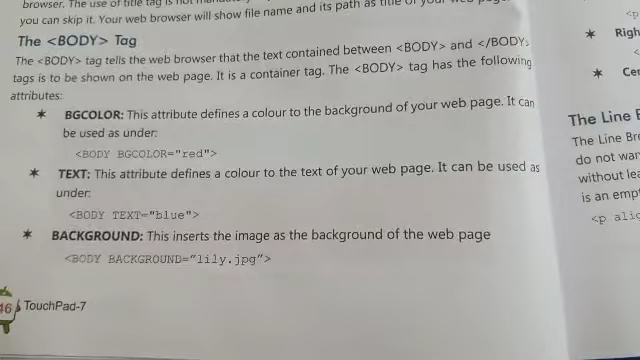 browser. The use of title tag is not
you can skip it. Your web browser will show file name and its path as title of your web page.
The <BODY> Tag
The <BODY> tag tells the web browser that the text contained between <BODY> and </BODY>
tags is to be shown on the web page. It is a container tag. The <BODY> tag has the following
attributes:
* BGCOLOR: This attribute defines a colour to the background of your web page. It can
be used as under:
<BODY BGCOLOR="red">
* TEXT: This attribute defines a colour to the text of your web page. It can be used as
under:
<BODY TEXT="blue">
* BACKGROUND: This inserts the image as the background of the web page
<BODY BACKGROUND="lily.jpg">
46 TouchPad-7
<p
* Righ
<
* Cen
The Line B
The Line Bre
do not wan
without lea
is an empt
<p alig